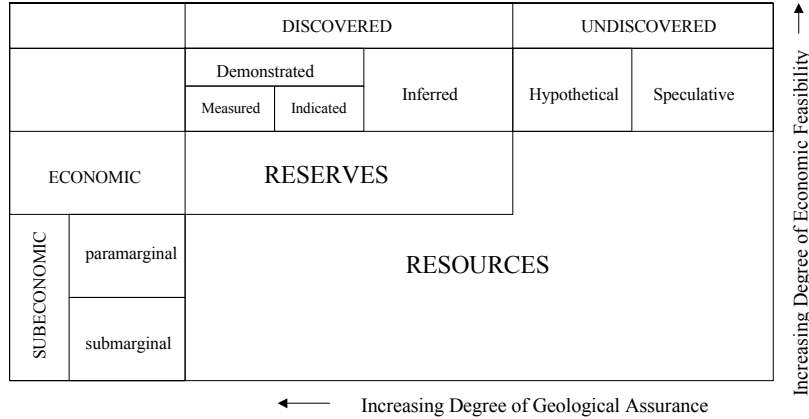 DISCOVERED
UNDISCOVERED
Demonstrated
Measured
Indicated
Inferred
Hypothetical
Speculative
ECONOMIC
RESERVES
SUBECONOMIC
paramarginal
submarginal
RESOURCES
Increasing Degree of Geological Assurance
Increasing Degree of Economic Feasibility